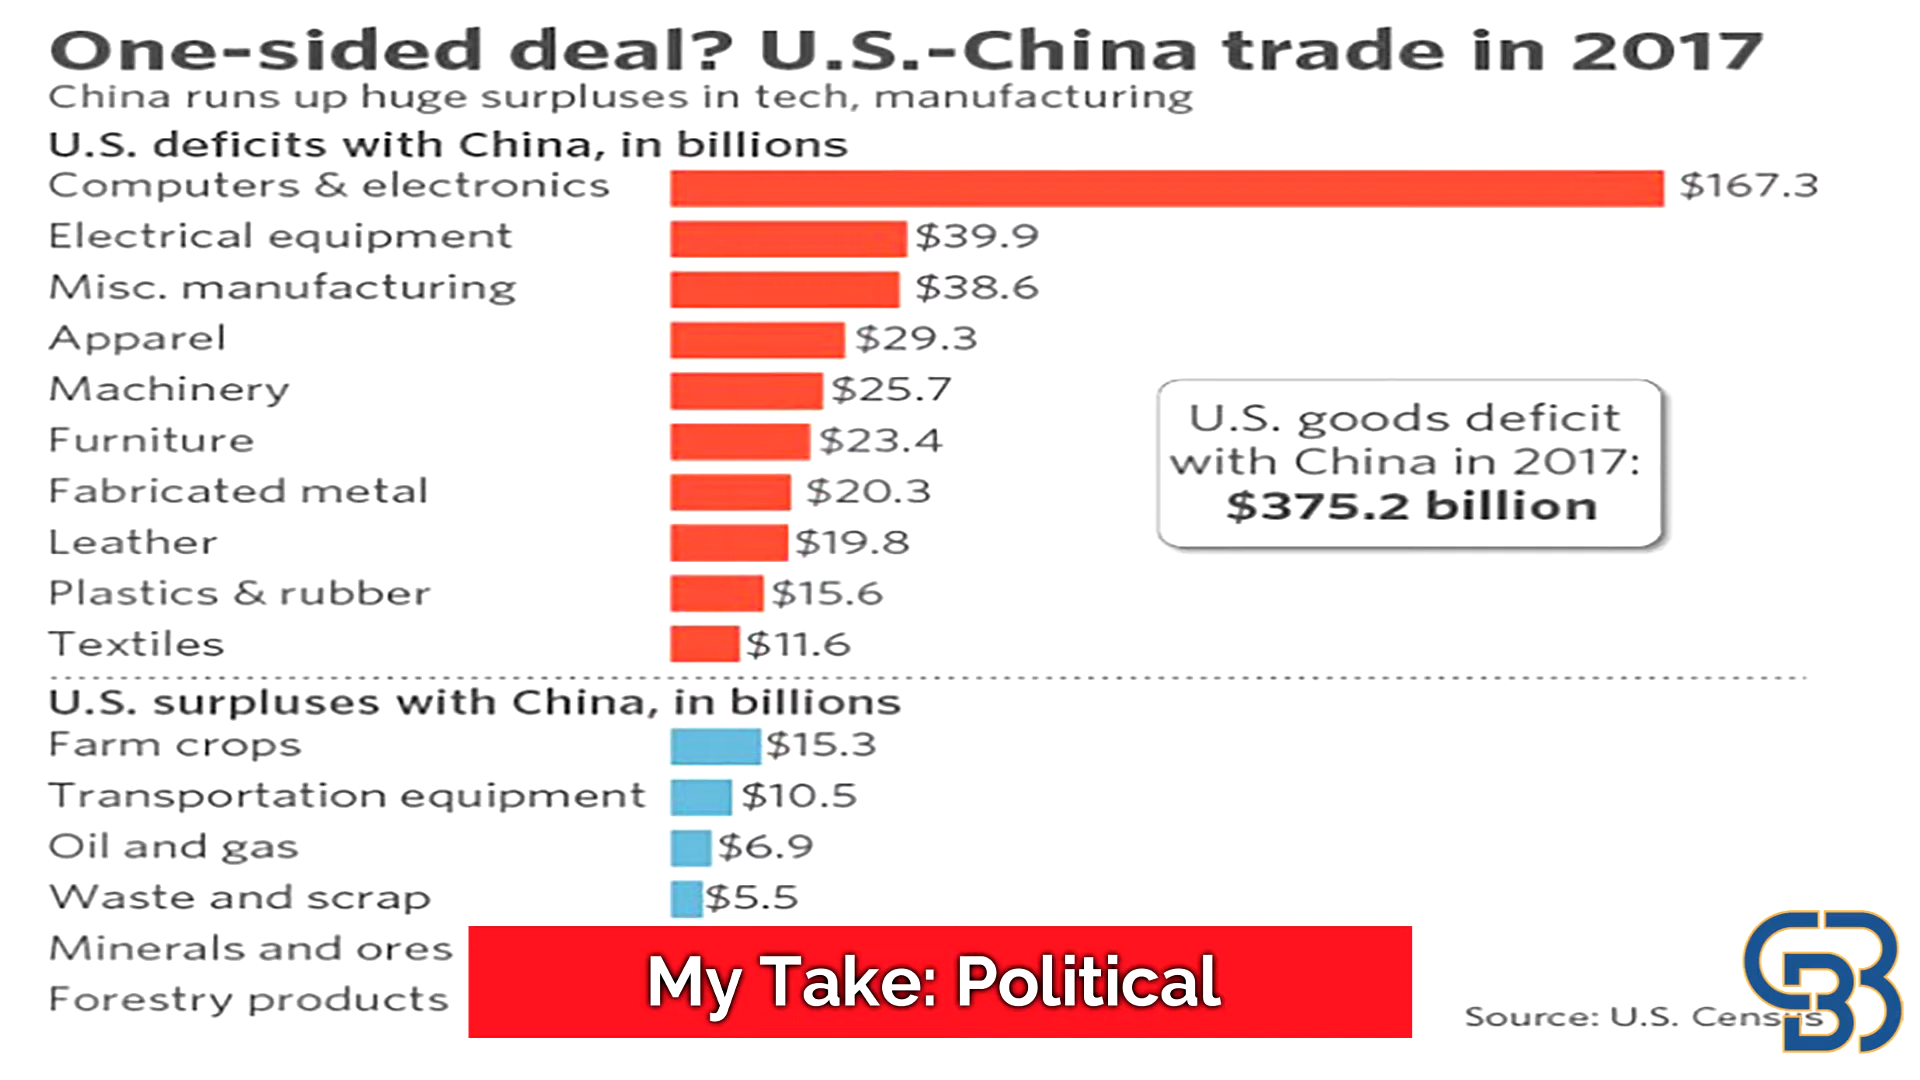 One-sided deal? U.S.-China trade in 2017
China runs up huge surpluses in tech, manufacturing
U.S. deficits with China, in billions
Computers & electronics $167.3
Electrical equipment $39.9
Misc. manufacturing $38.6
Apparel $29.3
Machinery $25.7
Furniture $23.4
Fabricated metal $20.3
Leather $19.8
Plastics & rubber $15.6
Textiles $11.6
U.S. goods deficit
with China in 2017:
$375.2 billion
U.S. surpluses with China, in billions
Farm crops $15.3
Transportation equipment $10.5
Oil and gas $6.9
Waste and scrap $5.5
Minerals and ores
Forestry products
My Take: Political
Source: U.S. Census